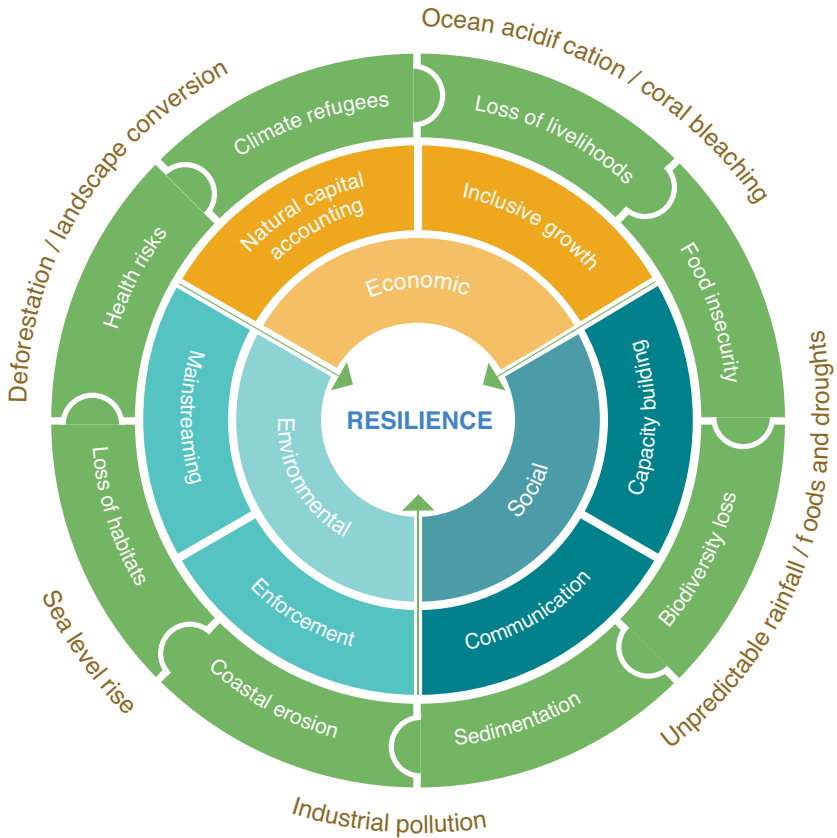 Ocean acidif cation / coral bleaching
Deforestation / landscape conversion
Unpredictable rainfall / f oods and droughts
Sea level rise
Industrial pollution
Climate refugees
Loss of livelihoods
Food insecurity
Biodiversity loss
Sedimentation
Coastal erosion
Loss of habitats
Health risks
Natural capital
accounting
Inclusive growth
Capacity building
Communication
Enforcement
Mainstreaming
Economic
Social
Environmental
RESILIENCE